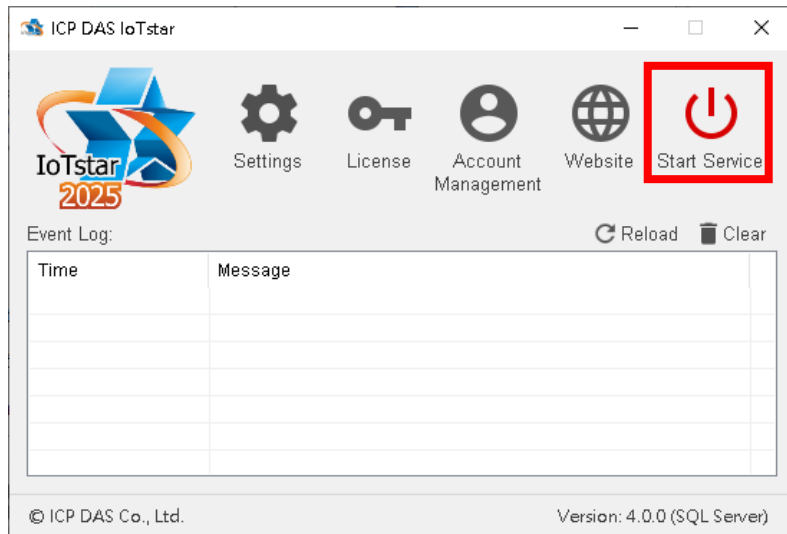 ICP DAS IoTstar
IoTstar
2025
Settings
License
Account
Management
Website
Start Service
Event Log:
Reload
Clear
Time
Message
© ICP DAS Co., Ltd.
Version: 4.0.0 (SQL Server)